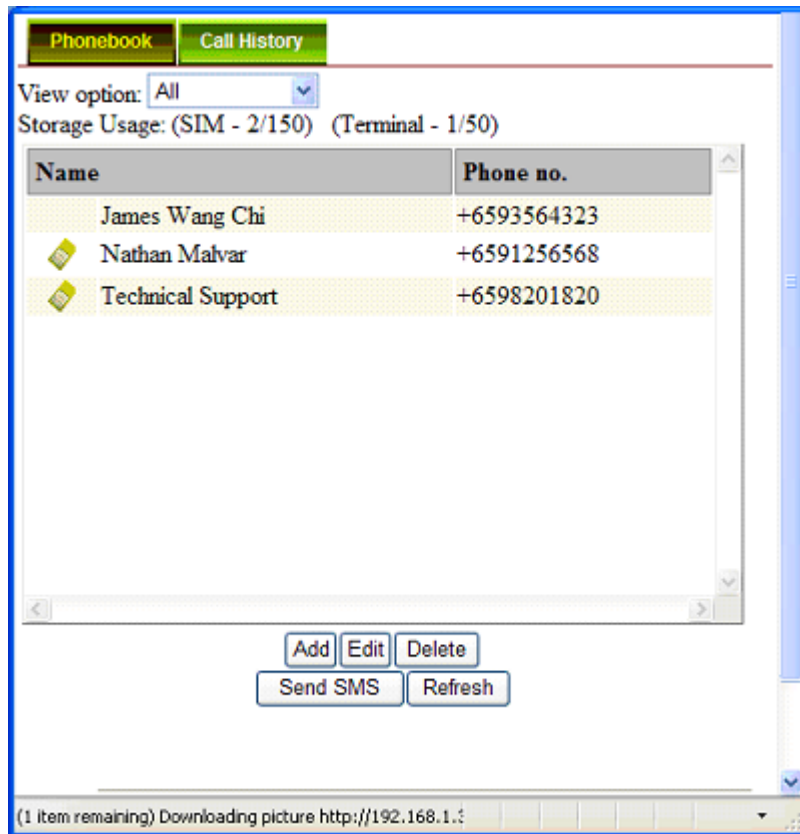 Phonebook Call History
View option: All
Storage Usage: (SIM - 2/150) (Terminal - 1/50)
Name Phone no.
James Wang Chi +6593564323
Nathan Malvar +6591256568
Technical Support +6598201820
Add Edit Delete
Send SMS Refresh
(1 item remaining) Downloading picture http://192.168.1.3